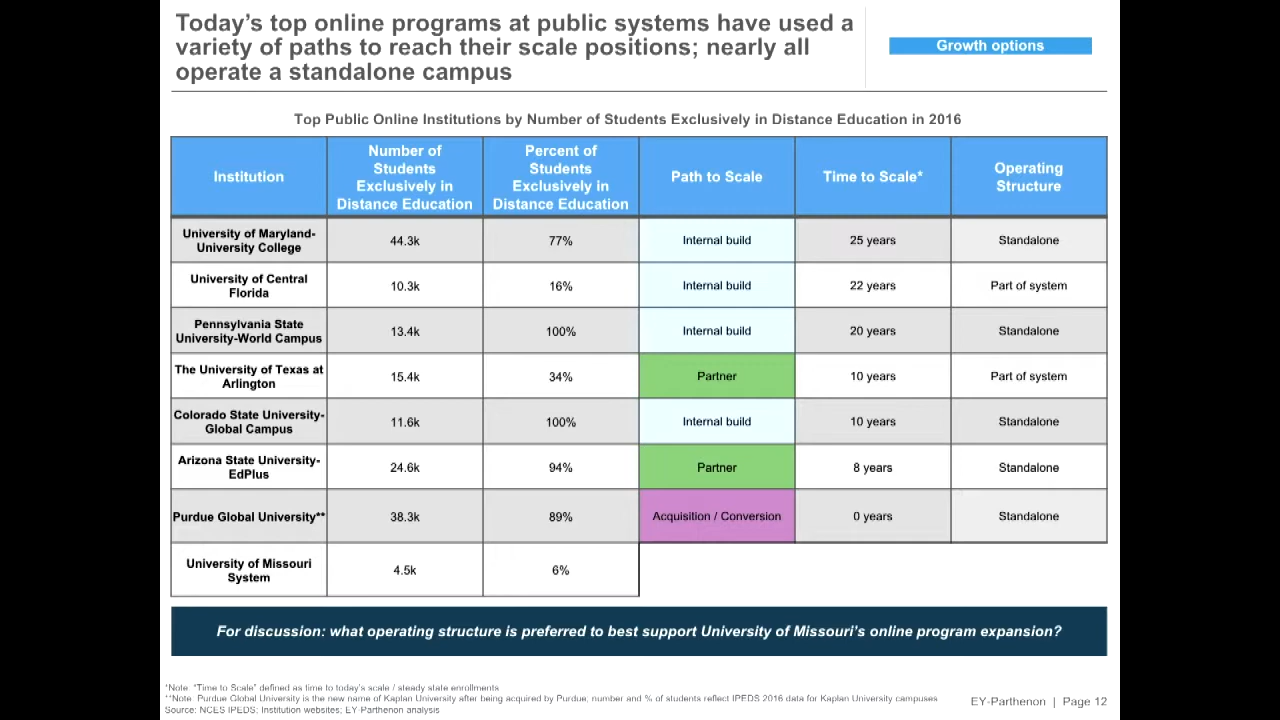 Today's top online programs at public systems have used a
variety of paths to reach their scale positions; nearly all
operate a standalone campus
Growth options
Top Public Online Institutions by Number of Students Exclusively in Distance Education in 2016
Institution
Number of
Students
Exclusively in
Distance Education
Percent of
Students
Exclusively in
Distance Education
Path to Scale
Time to Scale*
Operating
Structure
University of Maryland-
University College
44.3k
77%
Internal build
25 years
Standalone
University of Central
Florida
10.3k
16%
Internal build
22 years
Part of system
Pennsylvania State
University-World Campus
13.4k
100%
Internal build
20 years
Standalone
The University of Texas at
Arlington
15.4k
34%
Partner
10 years
Part of system
Colorado State University-
Global Campus
11.6k
100%
Internal build
10 years
Standalone
Arizona State University-
EdPlus
24.6k
94%
Partner
8 years
Standalone
Purdue Global University**
38.3k
89%
Acquisition / Conversion
0 years
Standalone
University of Missouri
System
4.5k
6%
For discussion: what operating structure is preferred to best support University of Missouri's online program expansion?
*Note: "Time to Scale" defined as time to today's scale / steady state enrollments
**Note: Purdue Global University is the new name of Kaplan University after being acquired by Purdue; number and % of students reflect IPEDS 2016 data for Kaplan University campuses
Source: NCES IPEDS; Institution websites; EY-Parthenon analysis
EY-Parthenon | Page 12